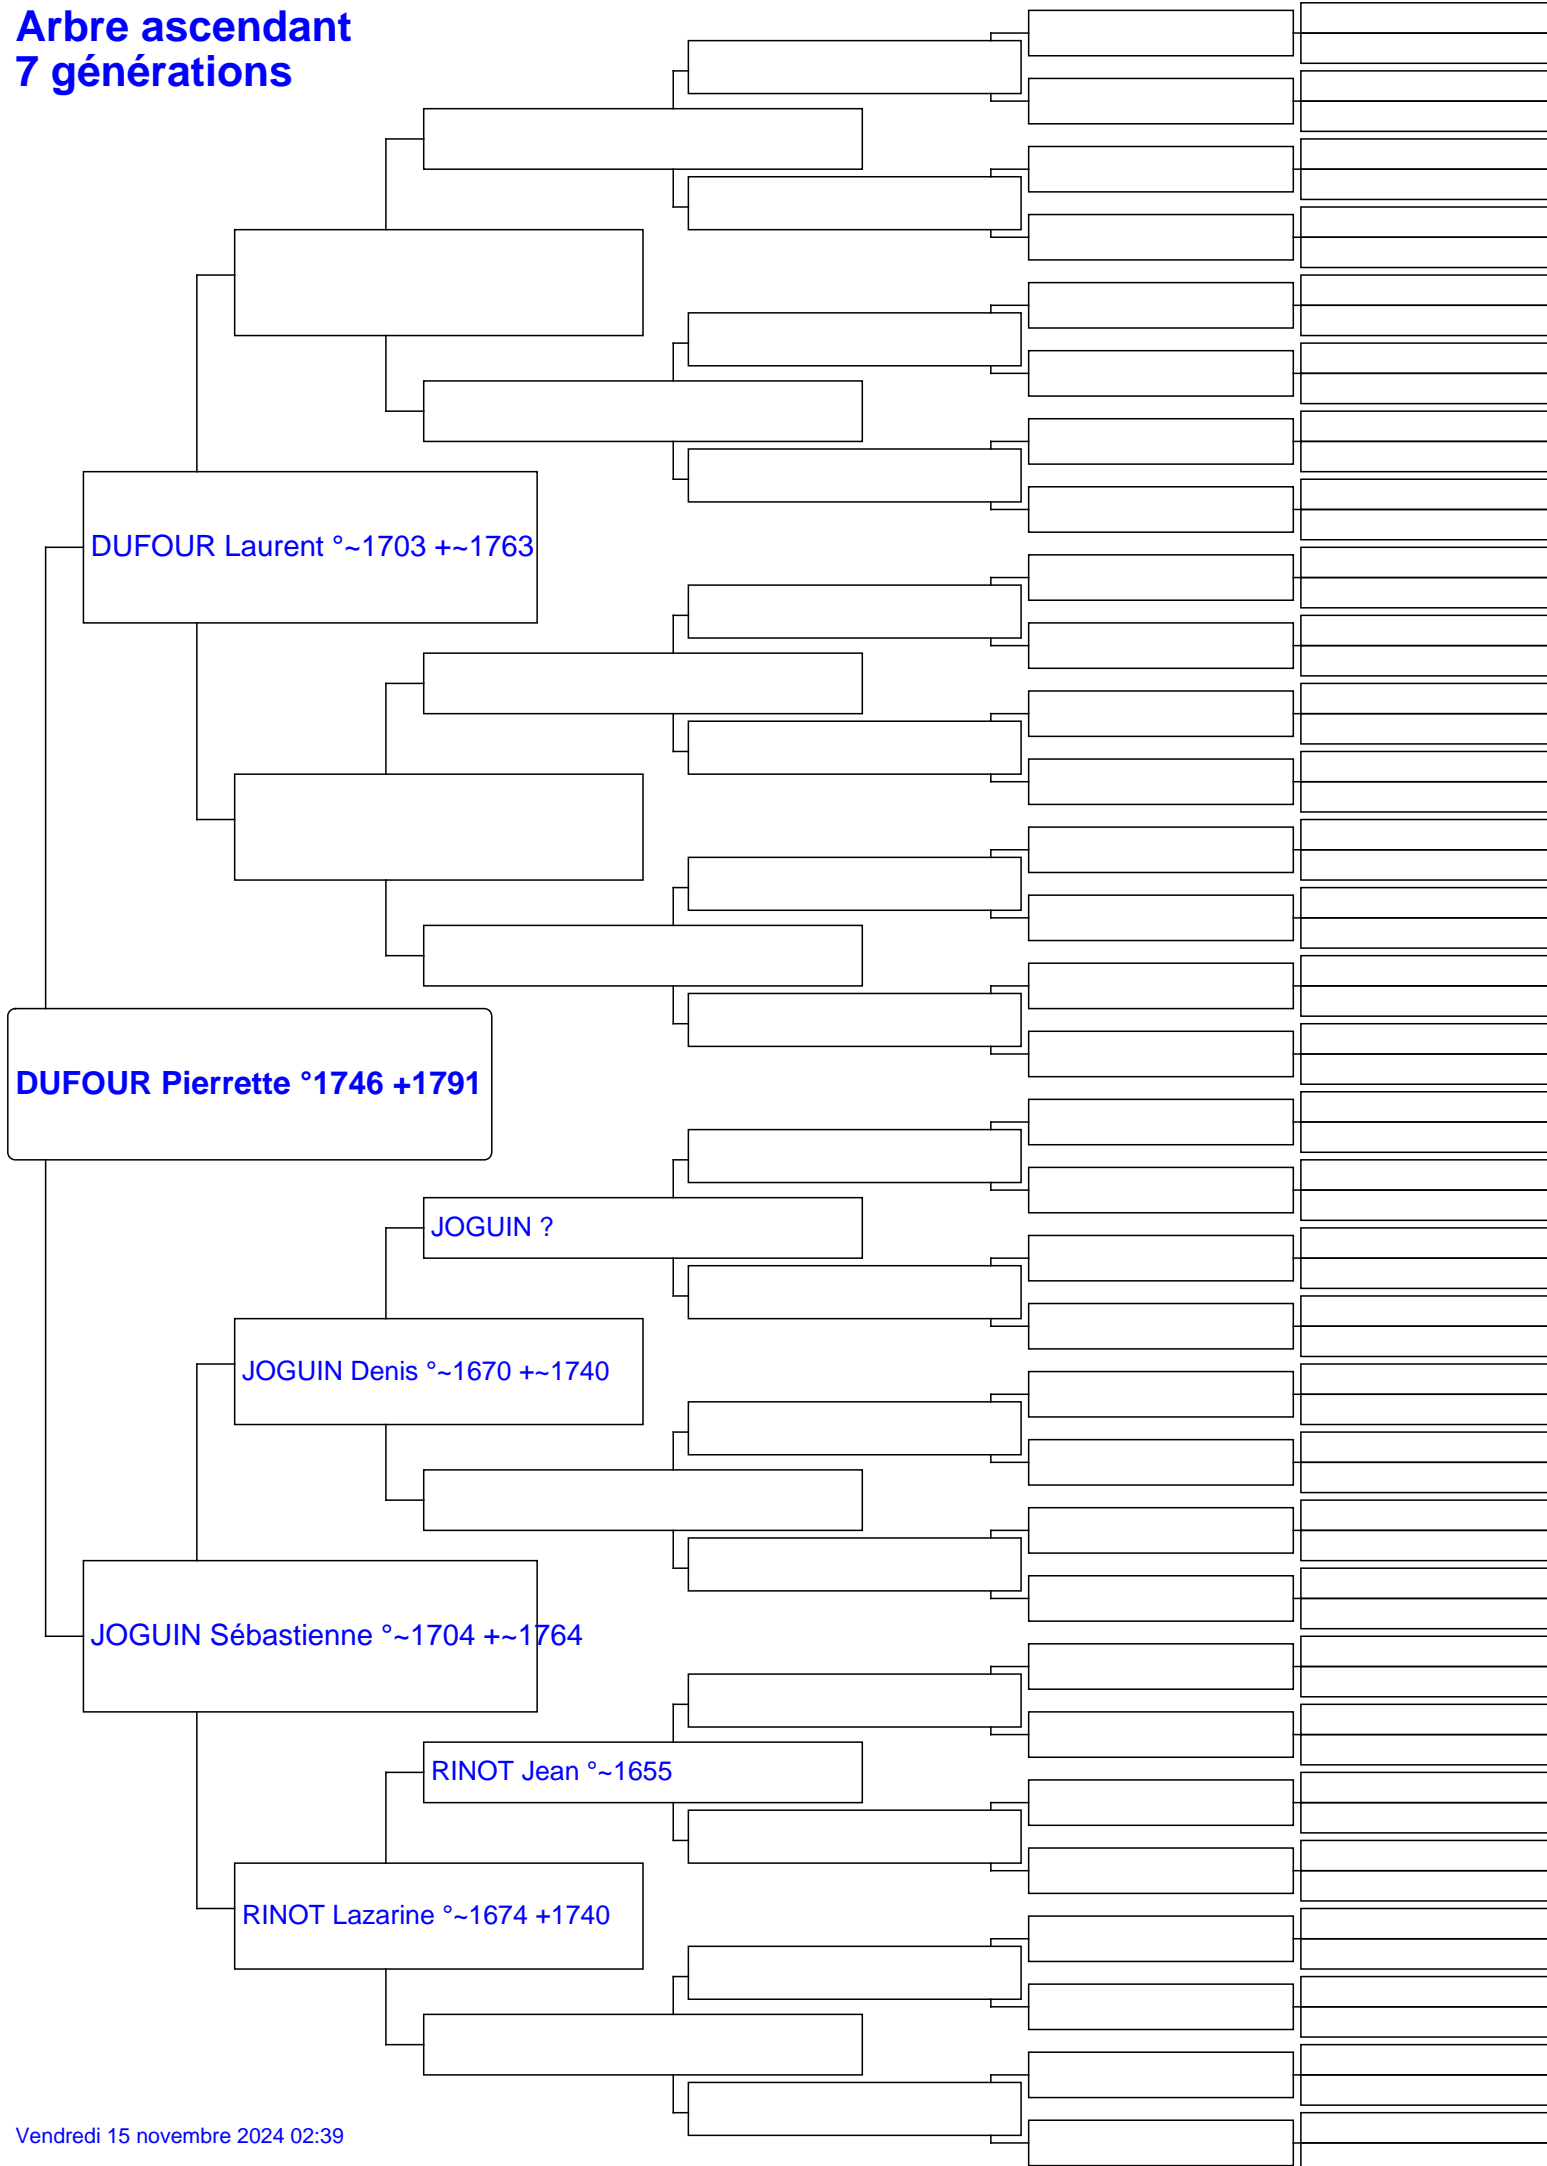 Arbre ascendant
7 générations
DUFOUR Laurent °~1703 +~1763
DUFOUR Pierrette °1746 +1791
JOGUIN ?
JOGUIN Denis °~1670 +~1740
JOGUIN Sébastienne °~1704 +~1764
RINOT Jean °~1655
RINOT Lazarine °~1674 +1740
Vendredi 15 novembre 2024 02:39